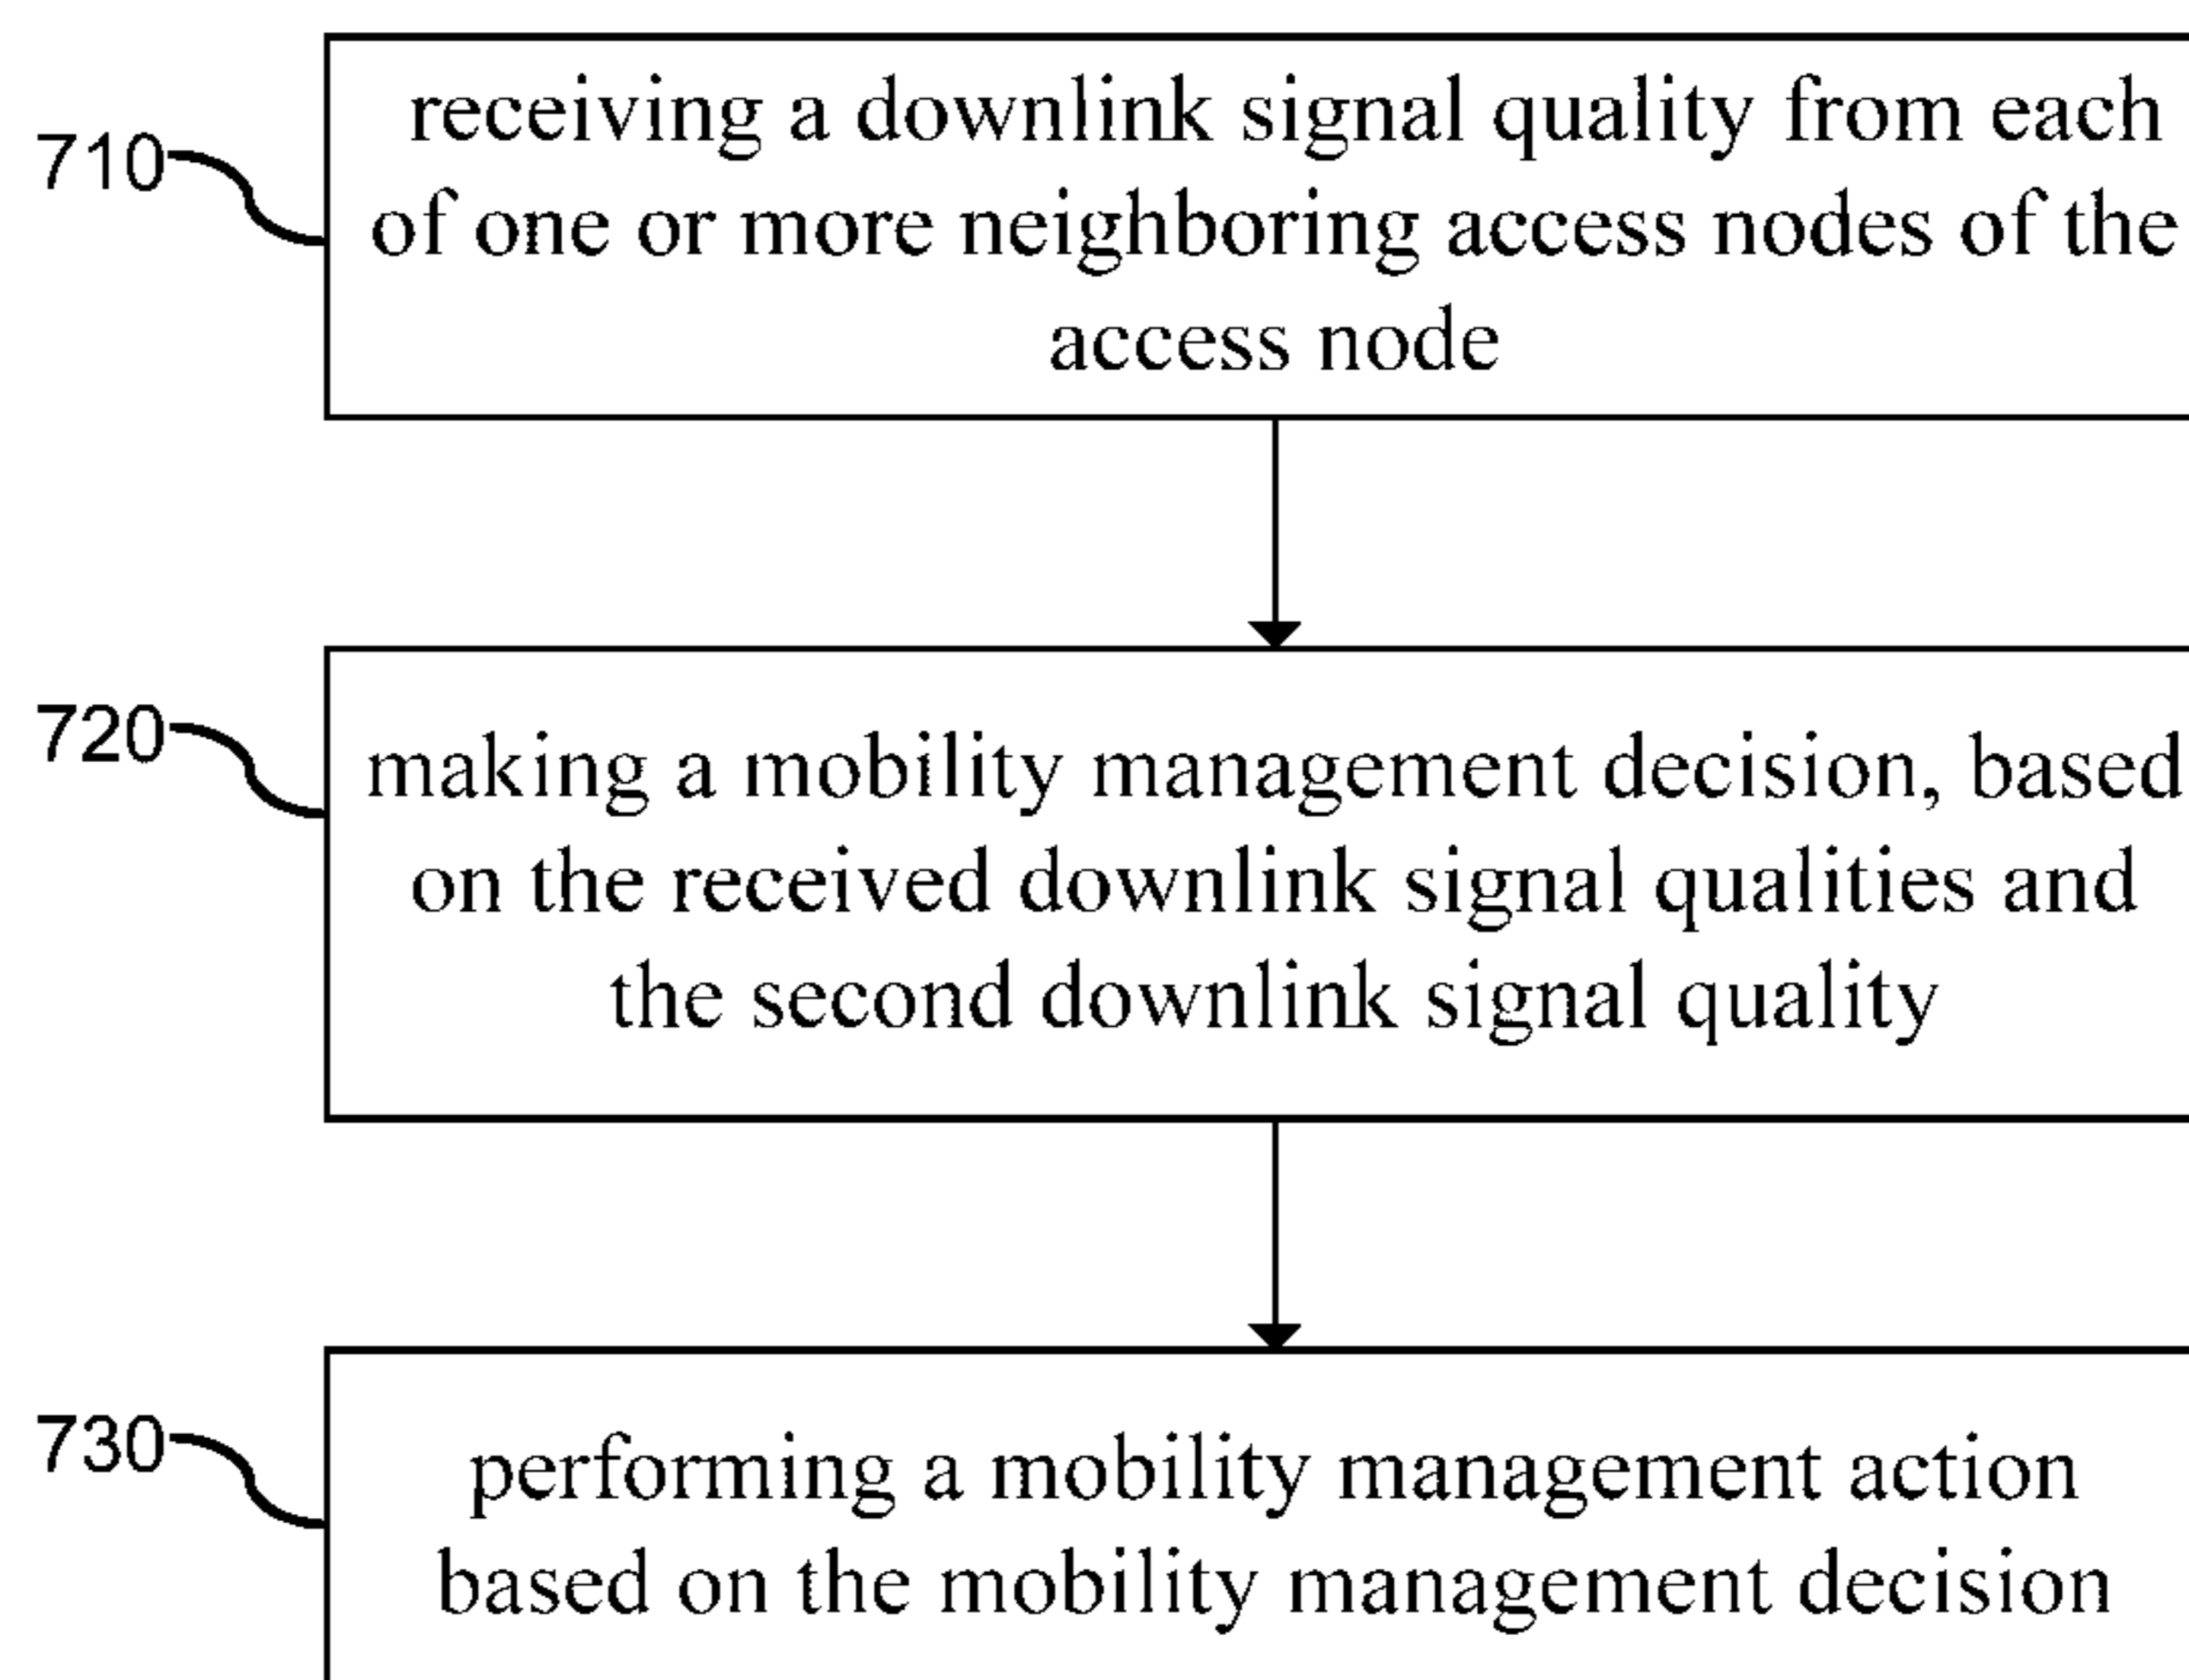 710
receiving a downlink signal quality from each
of one or more neighboring access nodes of the
access node
720
making a mobility management decision, based
on the received downlink signal qualities and
the second downlink signal quality
730
performing a mobility management action
based on the mobility management decision